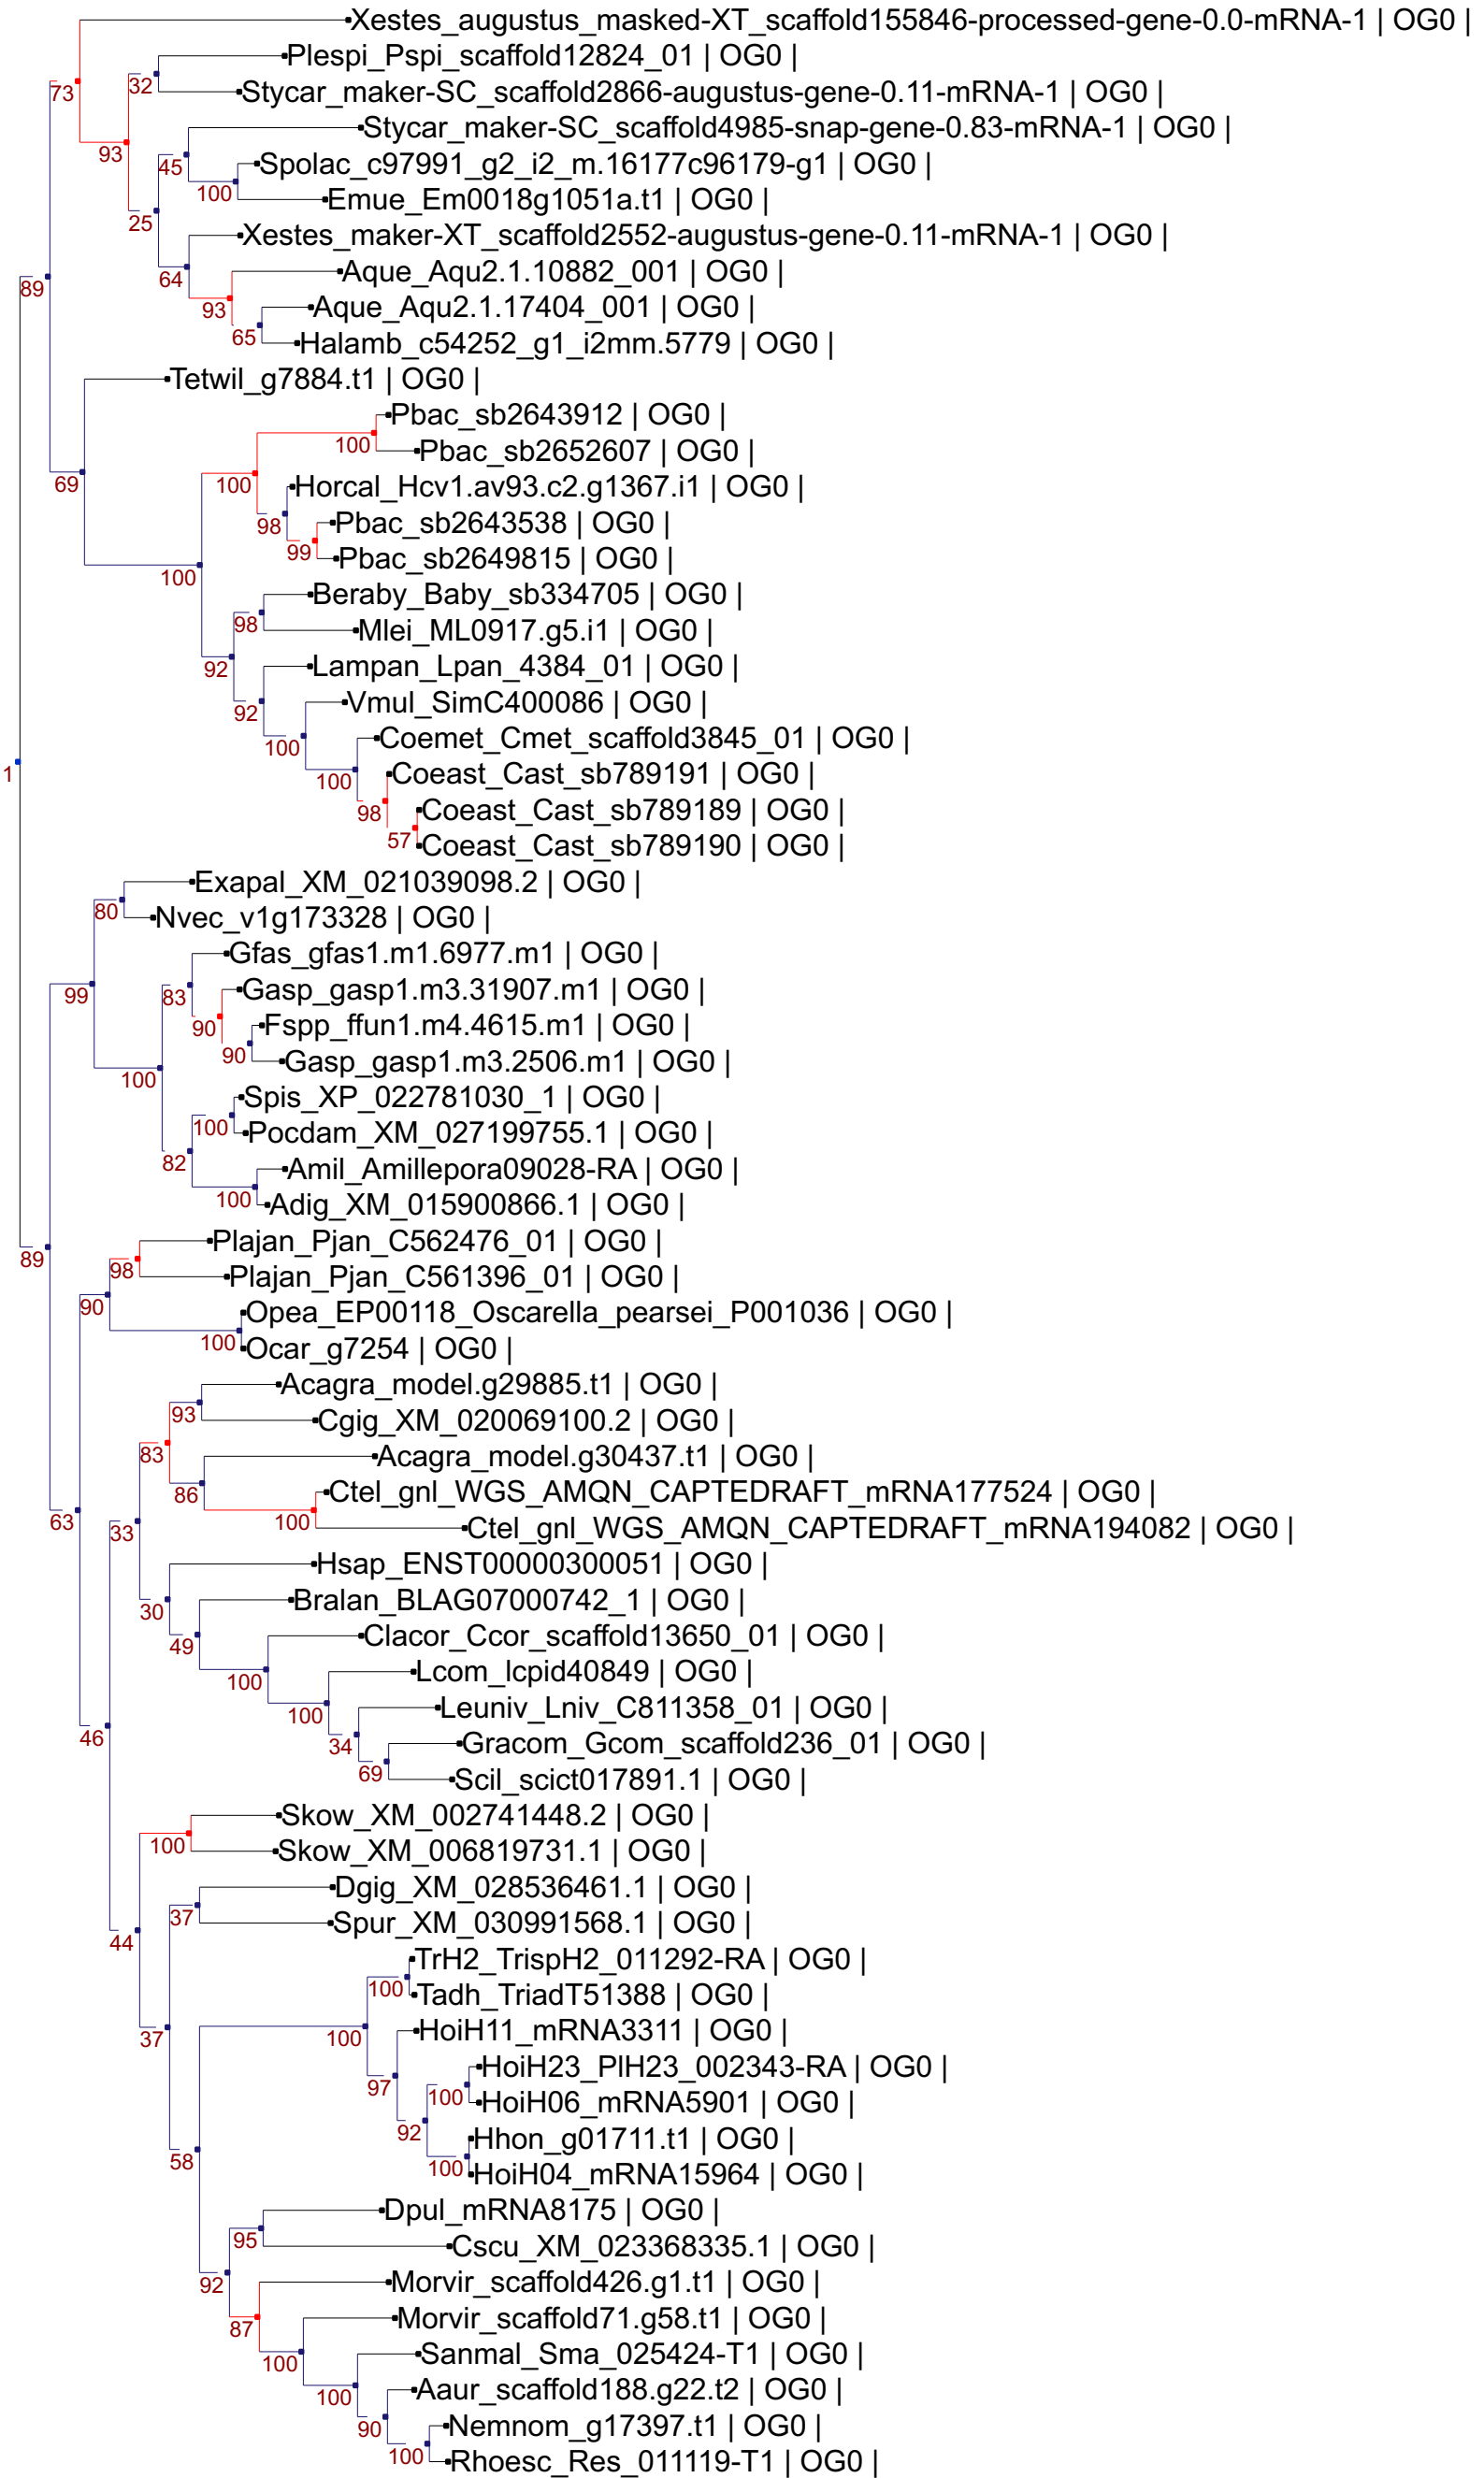 Xestes_augustus_masked-XT_scaffold155846-processed-gene-0.0-mRNA-1 | OG0 |
Plespi_Pspi_scaffold12824_01 | OG0 |
32
73
Stycar_maker-SC_scaffold2866-augustus-gene-0.11-mRNA-1 | OG0 |
Stycar_maker-SC_scaffold4985-snap-gene-0.83-mRNA-1 | OG0 |
93
45
Spolac_c97991_g2_i2_m.16177c96179-g1 | OG0 |
100
Emue_Em0018g1051a.t1 | OG0 |
25
Xestes_maker-XT_scaffold2552-augustus-gene-0.11-mRNA-1 | OG0 |
64
Aque_Aqu2.1.10882_001 | OG0 |
89
93
Aque_Aqu2.1.17404_001 | OG0 |
65
Halamb_c54252_g1_i2mm.5779 | OG0 |
Tetwil_g7884.t1 | OG0 |
Pbac_sb2643912 | OG0 |
100
Pbac_sb2652607 | OG0 |
69
100
Horcal_Hcv1.av93.c2.g1367.i1 | OG0 |
98
Pbac_sb2643538 | OG0 |
99
Pbac_sb2649815 | OG0 |
100
Beraby_Baby_sb334705 | OG0 |
98
Mlei_ML0917.g5.i1 | OG0 |
92
Lampan_Lpan_4384_01 | OG0 |
92
Vmul_SimC400086 | OG0 |
100
Coemet_Cmet_scaffold3845_01 | OG0 |
1
100
Coeast_Cast_sb789191 | OG0 |
98
Coeast_Cast_sb789189 | OG0 |
57
Coeast_Cast_sb789190 | OG0 |
Exapal_XM_021039098.2 | OG0 |
80
Nvec_v1g173328 | OG0 |
Gfas_gfas1.m1.6977.m1 | OG0 |
99
83
Gasp_gasp1.m3.31907.m1 | OG0 |
90
Fspp_ffun1.m4.4615.m1 | OG0 |
90
Gasp_gasp1.m3.2506.m1 | OG0 |
100
Spis_XP_022781030_1 | OG0 |
100
Pocdam_XM_027199755.1 | OG0 |
82
Amil_Amillepora09028-RA | OG0 |
100
Adig_XM_015900866.1 | OG0 |
Plajan_Pjan_C562476_01 | OG0 |
89
98
Plajan_Pjan_C561396_01 | OG0 |
90
Opea_EP00118_Oscarella_pearsei_P001036 | OG0 |
100
Ocar_g7254 | OG0 |
Acagra_model.g29885.t1 | OG0 |
93
Cgig_XM_020069100.2 | OG0 |
83
Acagra_model.g30437.t1 | OG0 |
86
Ctel_gnl_WGS_AMQN_CAPTEDRAFT_mRNA177524 | OG0 |
63
100
33
Ctel_gnl_WGS_AMQN_CAPTEDRAFT_mRNA194082 | OG0 |
Hsap_ENST00000300051 | OG0 |
30
Bralan_BLAG07000742_1 | OG0 |
49
Clacor_Ccor_scaffold13650_01 | OG0 |
100
Lcom_lcpid40849 | OG0 |
100
Leuniv_Lniv_C811358_01 | OG0 |
46
34
Gracom_Gcom_scaffold236_01 | OG0 |
69
Scil_scict017891.1 | OG0 |
Skow_XM_002741448.2 | OG0 |
100
Skow_XM_006819731.1 | OG0 |
Dgig_XM_028536461.1 | OG0 |
37
Spur_XM_030991568.1 | OG0 |
44
TrH2_TrispH2_011292-RA | OG0 |
100
Tadh_TriadT51388 | OG0 |
37
100
HoiH11_mRNA3311 | OG0 |
HoiH23_PlH23_002343-RA | OG0 |
97
100
HoiH06_mRNA5901 | OG0 |
92
Hhon_g01711.t1 | OG0 |
58
100
HoiH04_mRNA15964 | OG0 |
Dpul_mRNA8175 | OG0 |
95
Cscu_XM_023368335.1 | OG0 |
92
Morvir_scaffold426.g1.t1 | OG0 |
87
Morvir_scaffold71.g58.t1 | OG0 |
100
Sanmal_Sma_025424-T1 | OG0 |
100
Aaur_scaffold188.g22.t2 | OG0 |
90
Nemnom_g17397.t1 | OG0 |
100
Rhoesc_Res_011119-T1 | OG0 |